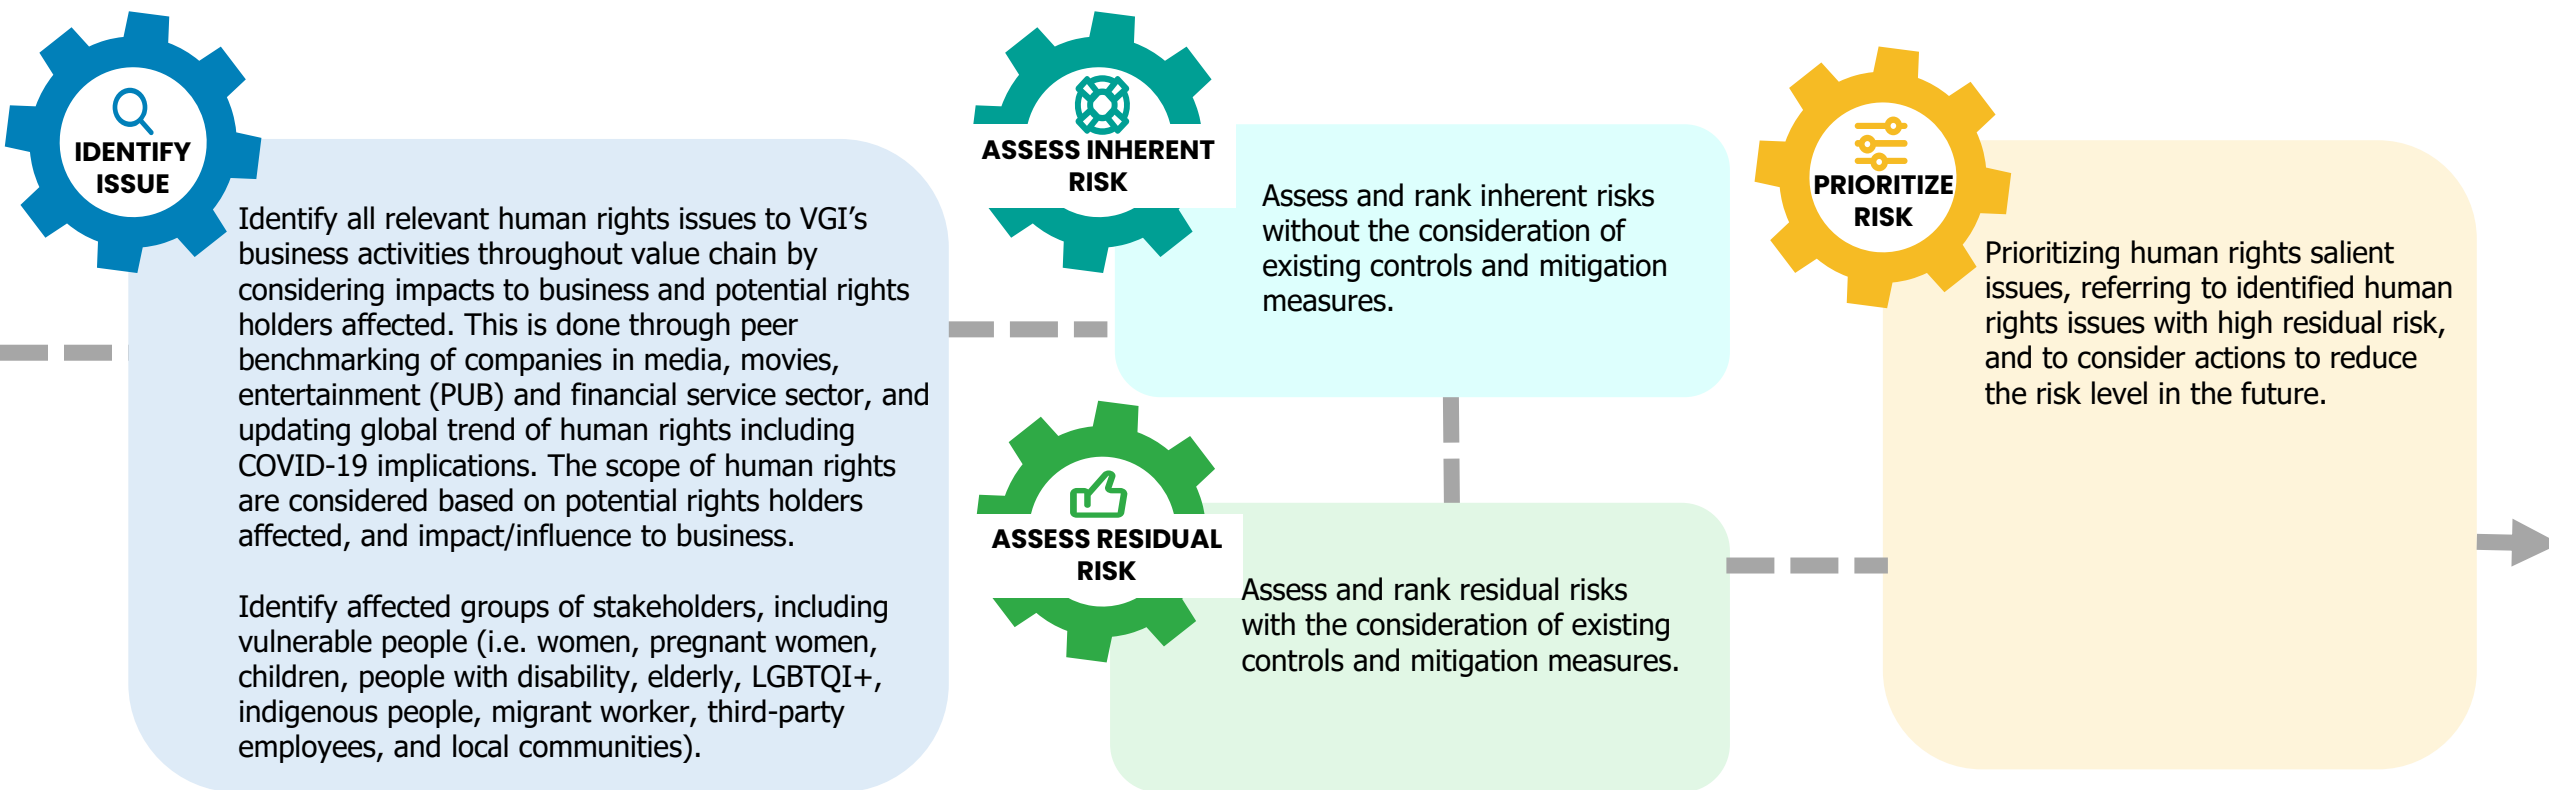 IDENTIFY
ISSUE
Identify all relevant human rights issues to VGI’s
business activities throughout value chain by
considering impacts to business and potential rights
holders affected. This is done through peer
benchmarking of companies in media, movies,
entertainment (PUB) and financial service sector, and
updating global trend of human rights including
COVID-19 implications. The scope of human rights
are considered based on potential rights holders
affected, and impact/influence to business.
Identify affected groups of stakeholders, including
vulnerable people (i.e. women, pregnant women,
children, people with disability, elderly, LGBTQI+,
indigenous people, migrant worker, third-party
employees, and local communities).
ASSESS INHERENT
RISK
Assess and rank inherent risks
without the consideration of
existing controls and mitigation
measures.
ASSESS RESIDUAL
RISK
Assess and rank residual risks
with the consideration of existing
controls and mitigation measures.
PRIORITIZE
RISK
Prioritizing human rights salient
issues, referring to identified human
rights issues with high residual risk,
and to consider actions to reduce
the risk level in the future.